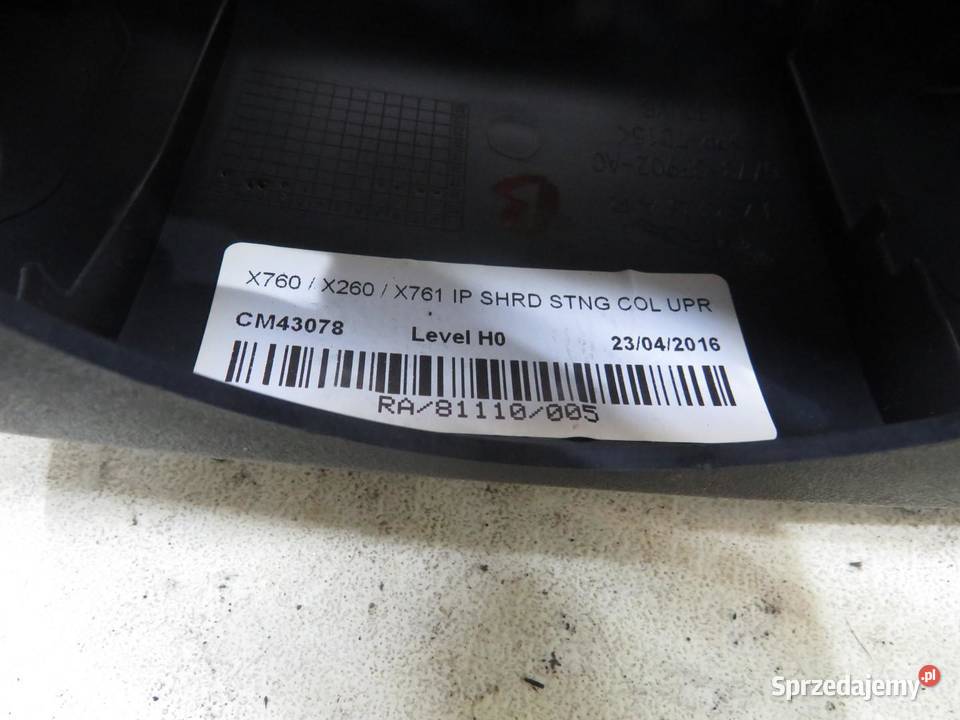 X760 / X260 / X761 IP SHRD STNG COL UPR
CM43078 Level H0 23/04/2016
RA/81110/005
Sprzedajemy.pl